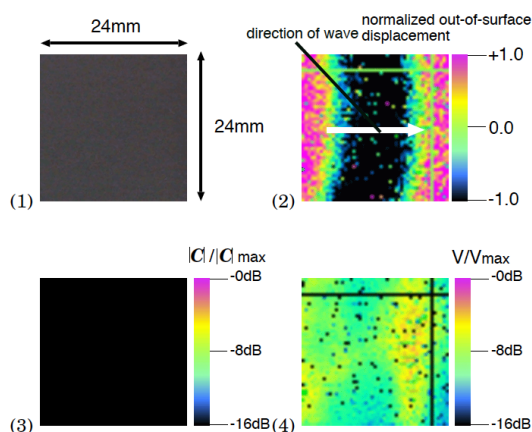 24mm
24mm
(1)
direction of wave
normalized out-of-surface
displacement
+1.0
0.0
-1.0
(2)
|C| /|C| max
-0dB
-8dB
-16dB
(3)
V/Vmax
-0dB
-8dB
-16dB
(4)